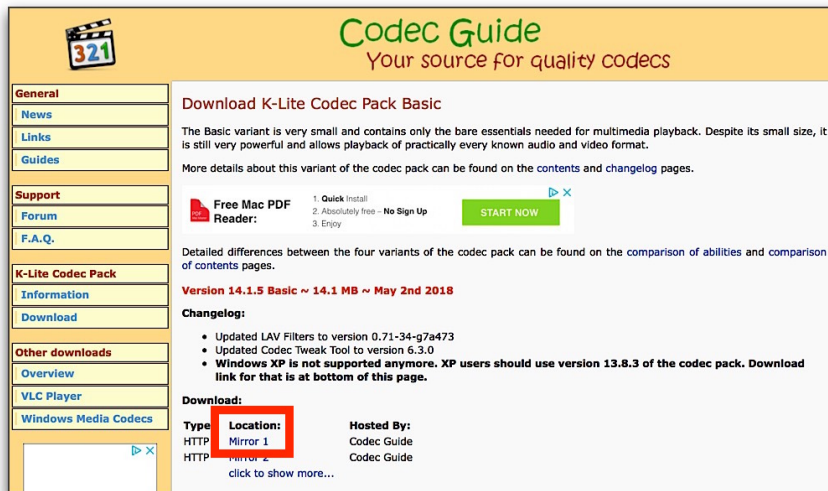 321
Codec Guide
Your source for quality codecs
General
News
Links
Guides
Support
Forum
F.A.Q.
K-Lite Codec Pack
Information
Download
Other downloads
Overview
VLC Player
Windows Media Codecs
Download K-Lite Codec Pack Basic
The Basic variant is very small and contains only the bare essentials needed for multimedia playback. Despite its small size, it
is still very powerful and allows playback of practically every known audio and video format.
More details about this variant of the codec pack can be found on the contents and changelog pages.
PDF
Free Mac PDF
Reader:
1. Quick Install
2. Absolutely free – No Sign Up
3. Enjoy
START NOW
Detailed differences between the four variants of the codec pack can be found on the comparison of abilities and comparison
of contents pages.
Version 14.1.5 Basic ~ 14.1 MB ~ May 2nd 2018
Changelog:
• Updated LAV Filters to version 0.71-34-g7a473
• Updated Codec Tweak Tool to version 6.3.0
• Windows XP is not supported anymore. XP users should use version 13.8.3 of the codec pack. Download
link for that is at bottom of this page.
Download:
Type Location: Hosted By:
HTTP Mirror 1 Codec Guide
HTTP Mirror 2 Codec Guide
click to show more...